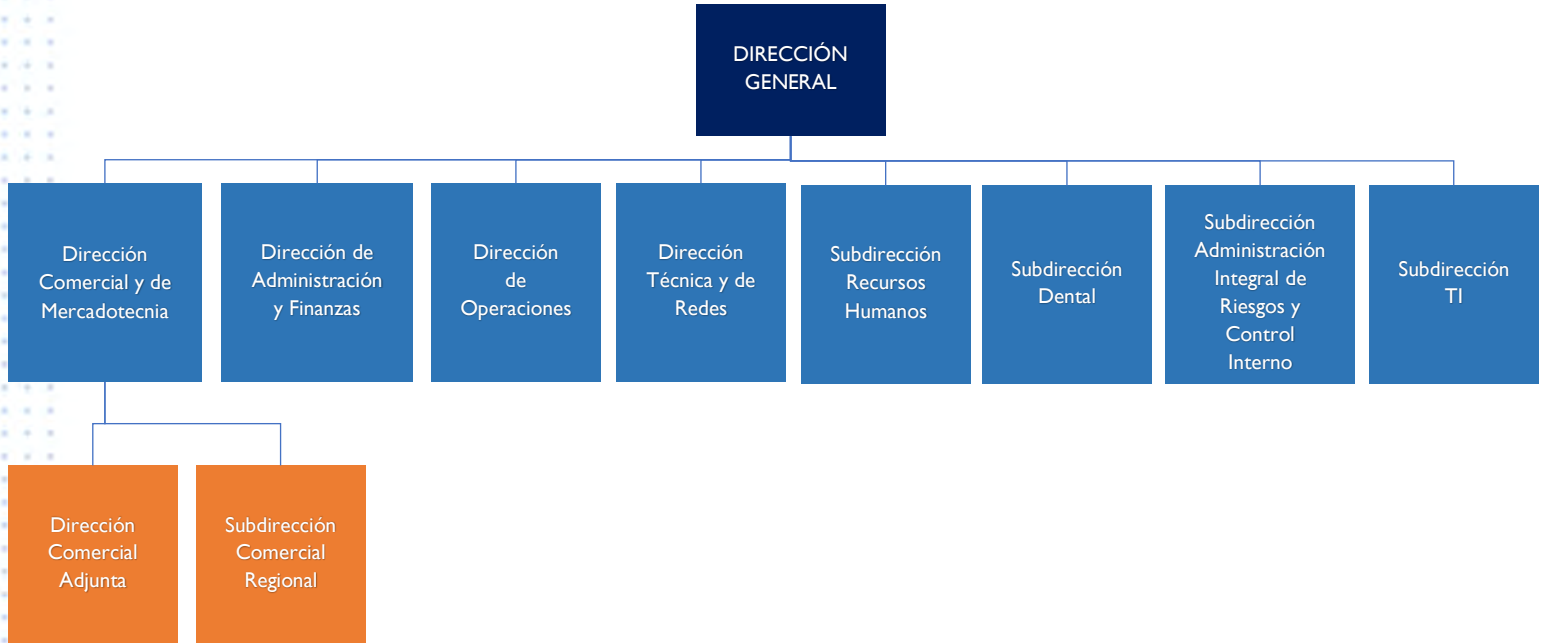 DIRECCIÓN
GENERAL
Dirección
Comercial y de
Mercadotecnia
Dirección de
Administración
y Finanzas
Dirección
de
Operaciones
Dirección
Técnica y de
Redes
Subdirección
Recursos
Humanos
Subdirección
Dental
Subdirección
Administración
Integral de
Riesgos y
Control
Interno
Subdirección
TI
Dirección
Comercial
Adjunta
Subdirección
Comercial
Regional